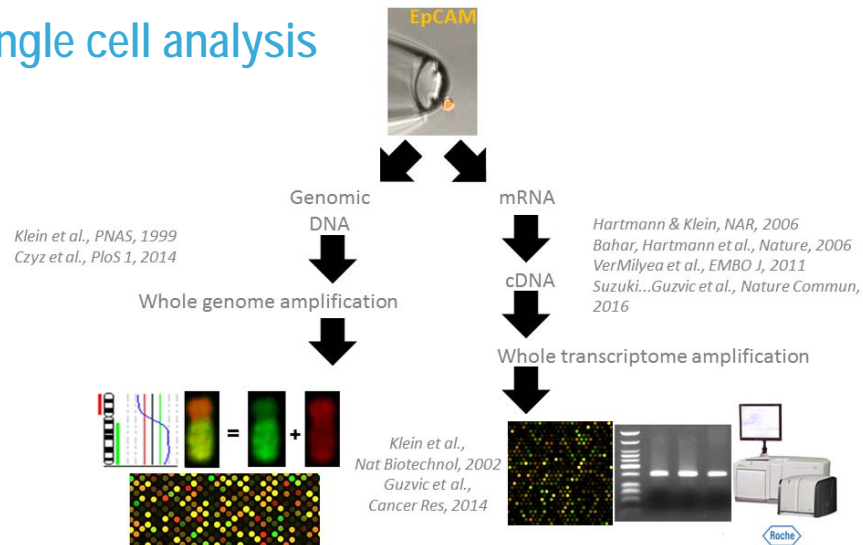 ngle cell analysis
EpCAM
Genomic
DNA
mRNA
Klein et al., PNAS, 1999
Czyz et al., PloS 1, 2014
Hartmann & Klein, NAR, 2006
Bahar, Hartmann et al., Nature, 2006
VerMilyea et al., EMBO J, 2011
Suzuki...Guzvic et al., Nature Commun,
2016
cDNA
Whole genome amplification
Whole transcriptome amplification
= +
Klein et al.,
Nat Biotechnol, 2002
Guzvic et al.,
Cancer Res, 2014
Roche